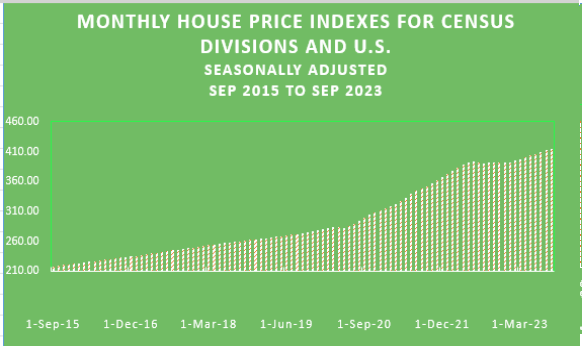 MONTHLY HOUSE PRICE INDEXES FOR CENSUS
DIVISIONS AND U.S.
SEASONALLY ADJUSTED
SEP 2015 TO SEP 2023
460.00
410.00
360.00
310.00
260.00
210.00
1-Sep-15 1-Dec-16 1-Mar-18 1-Jun-19 1-Sep-20 1-Dec-21 1-Mar-23